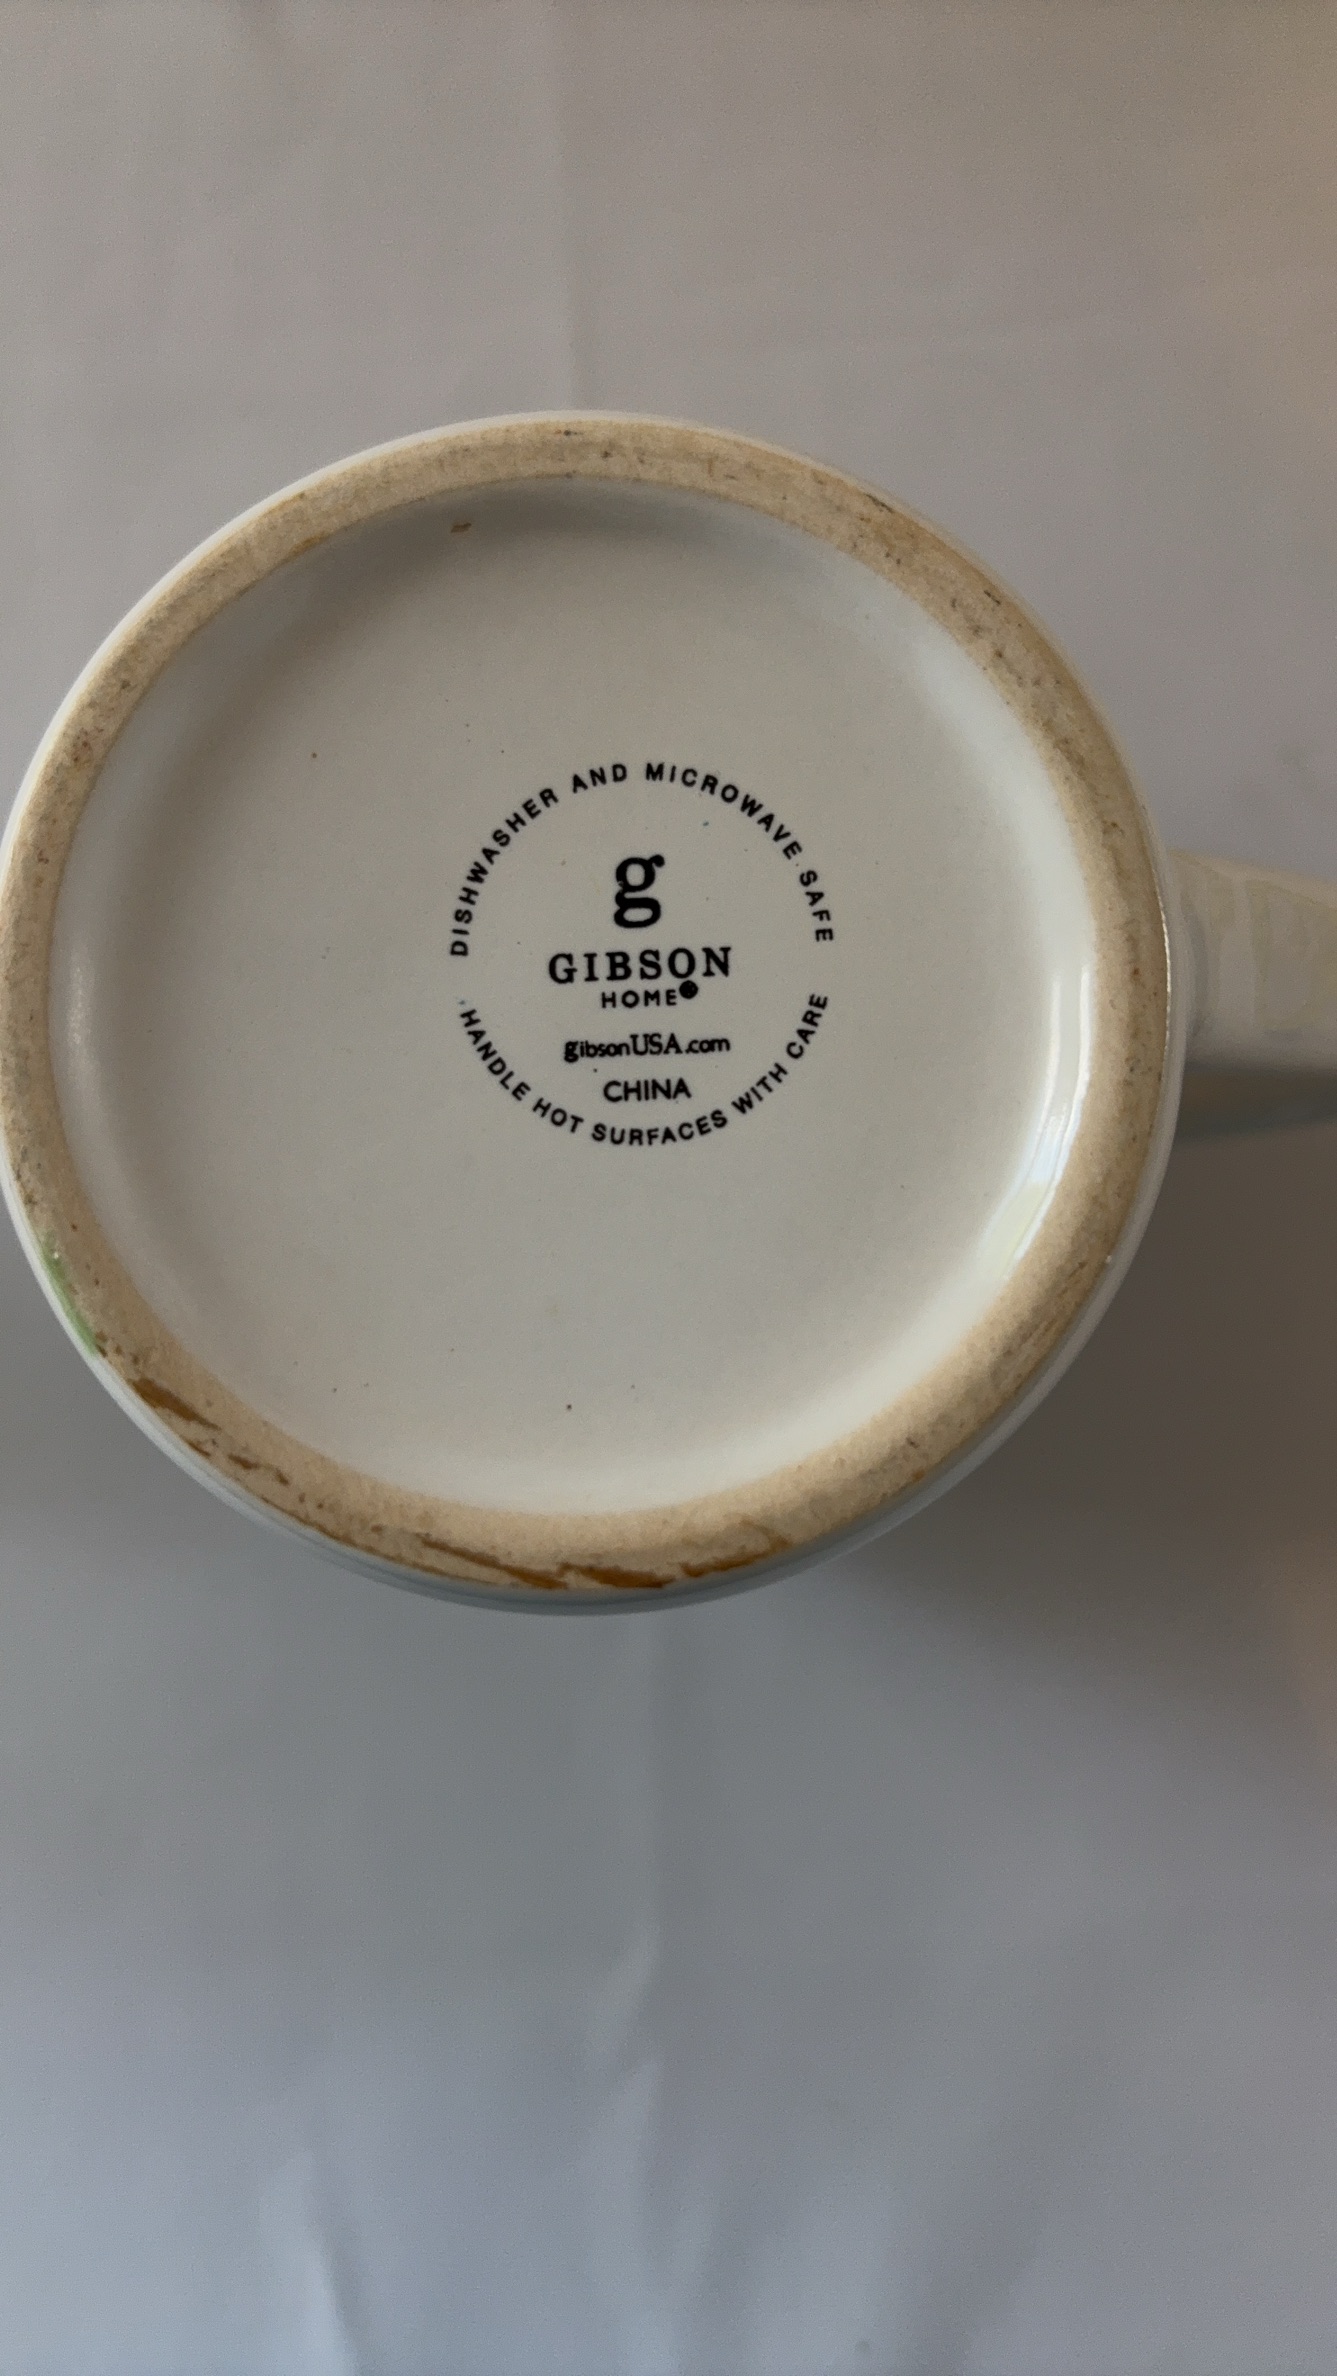 DISHWASHER AND MICROWAVE SAFE
g
GIBSON
HOME®
gibsonUSA.com
CHINA
HANDLE HOT SURFACES WITH CARE